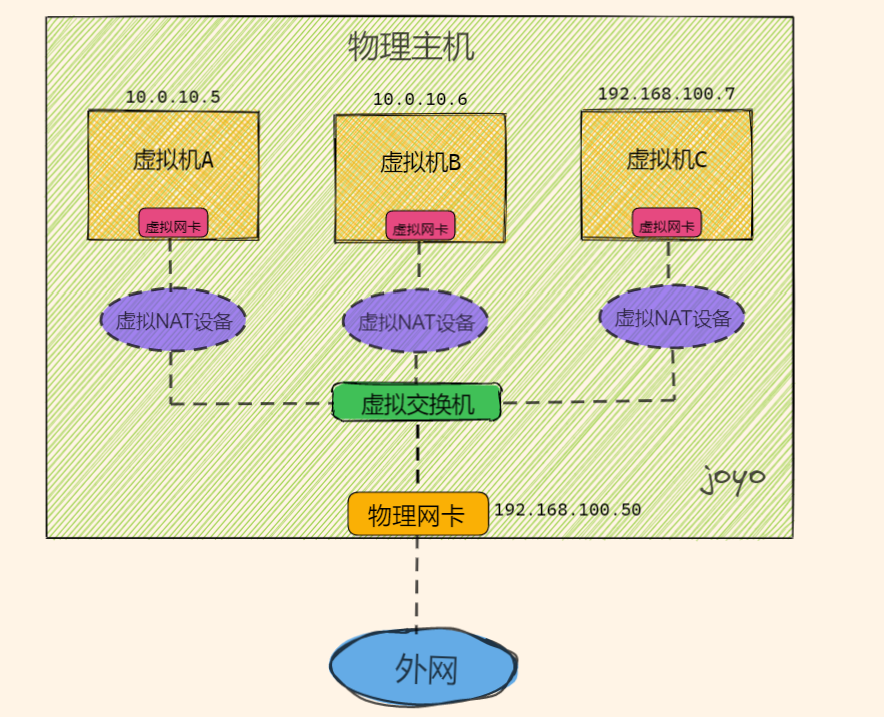 物理主机
10.0.10.5
10.0.10.6
192.168.100.7
虚拟机A
虚拟机B
虚拟机C
虚拟网卡
虚拟网卡
虚拟网卡
虚拟NAT设备
虚拟NAT设备
虚拟NAT设备
虚拟交换机
joyo
物理网卡
192.168.100.50
外网